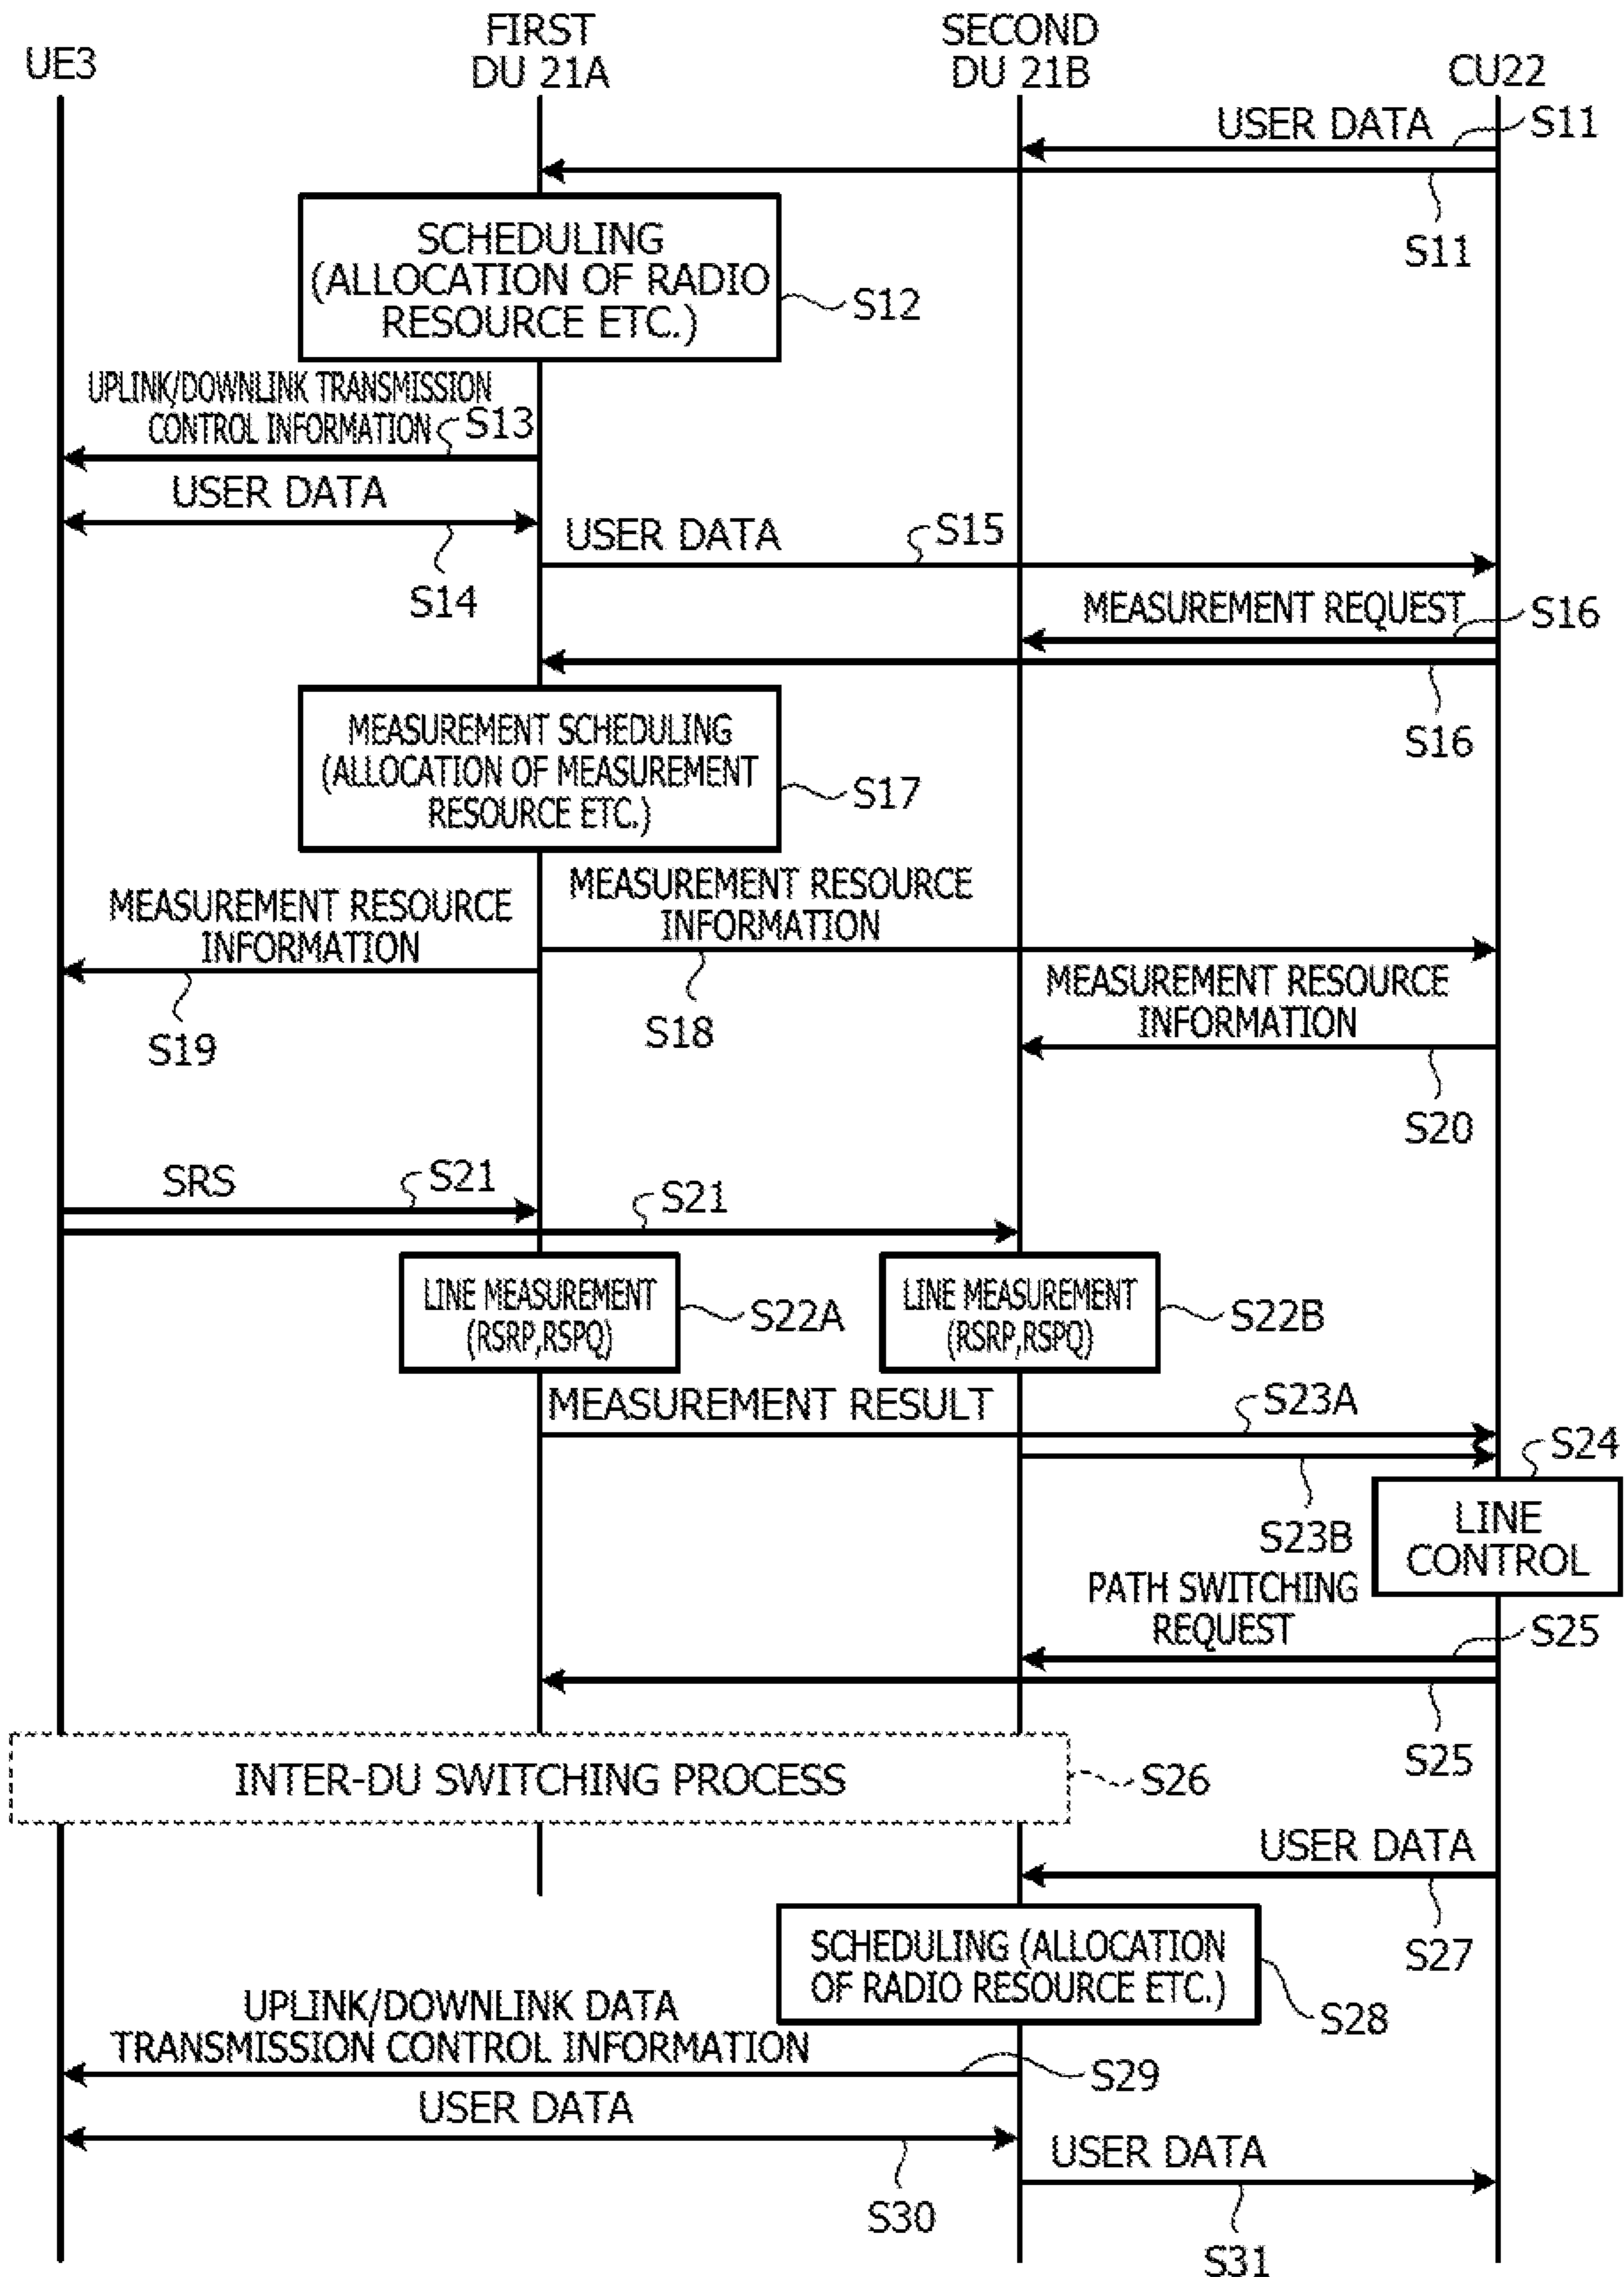 UE3
FIRST
DU 21A
SECOND
DU 21B
CU22
USER DATA
S11
S11
SCHEDULING
(ALLOCATION OF RADIO
RESOURCE ETC.)
S12
UPLINK/DOWNLINK TRANSMISSION
CONTROL INFORMATION
S13
USER DATA
S14
USER DATA
S15
MEASUREMENT REQUEST
S16
S16
MEASUREMENT SCHEDULING
(ALLOCATION OF MEASUREMENT
RESOURCE ETC.)
S17
MEASUREMENT RESOURCE
INFORMATION
S18
MEASUREMENT RESOURCE
INFORMATION
S19
MEASUREMENT RESOURCE
INFORMATION
S20
SRS
S21
S21
LINE MEASUREMENT
(RSRP,RSPQ)
S22A
LINE MEASUREMENT
(RSRP,RSPQ)
S22B
MEASUREMENT RESULT
S23A
S23B
S24
LINE
CONTROL
PATH SWITCHING
REQUEST
S25
S25
INTER-DU SWITCHING PROCESS
S26
USER DATA
S27
SCHEDULING (ALLOCATION
OF RADIO RESOURCE ETC.)
S28
UPLINK/DOWNLINK DATA
TRANSMISSION CONTROL INFORMATION
S29
USER DATA
S30
USER DATA
S31